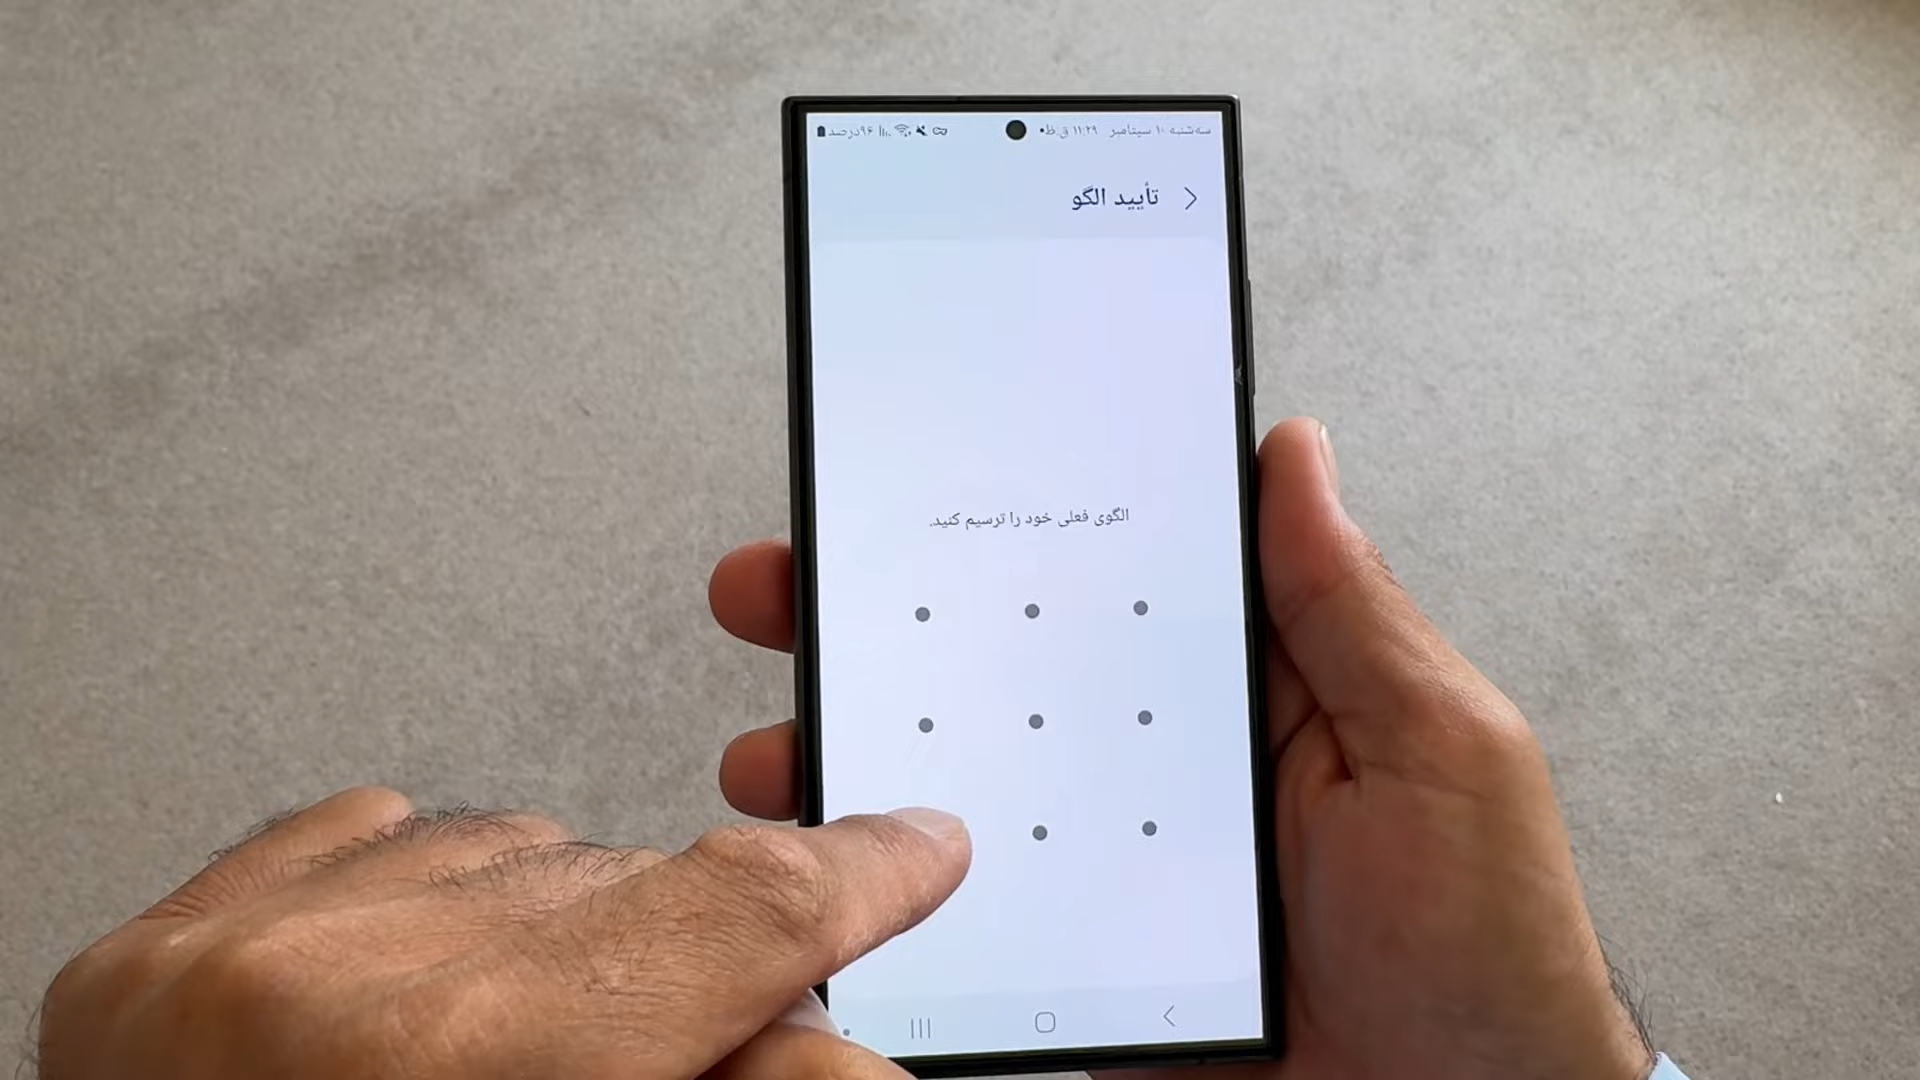 سه‌شنبه ۱۰ سپتامبر ۱۱:۲۹ ق.ظ. ۹۶درصد
تأیید الگو
الگوی فعلی خود را ترسیم کنید.